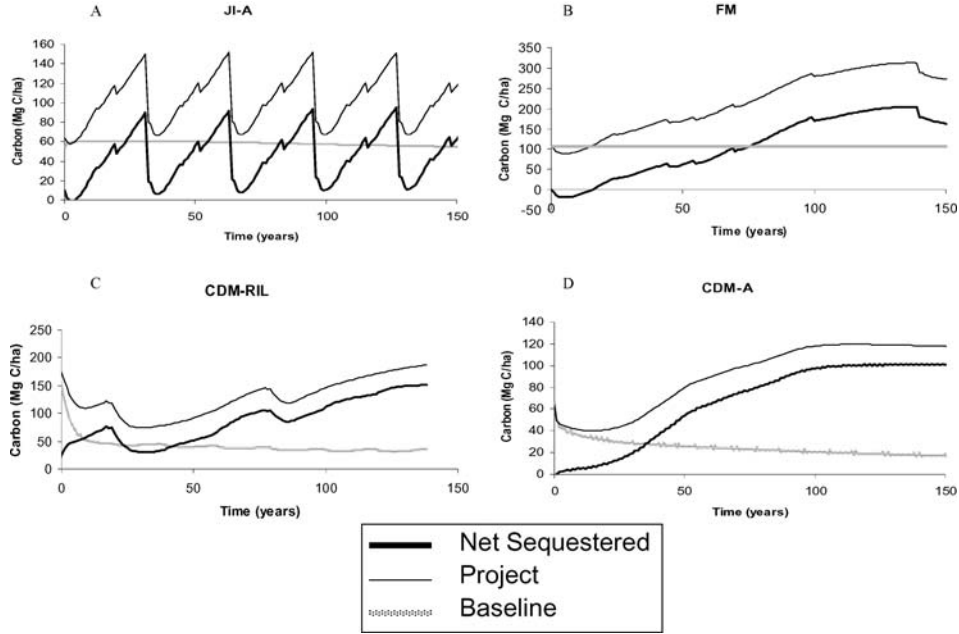 A
JI-A
Carbon (Mg C/ha)
160
140
120
100
80
60
40
20
0
0
50
100
150
Time (years)
B
FM
Carbon (Mg C/ha)
350
300
250
200
150
100
50
0
-50
0
50
100
150
Time (years)
C
CDM-RIL
Carbon (Mg C/ha)
250
200
150
100
50
0
0
50
100
150
Time (years)
D
CDM-A
Carbon (Mg C/ha)
120
100
80
60
40
20
0
0
50
100
150
Time (years)
Net Sequestered
Project
Baseline